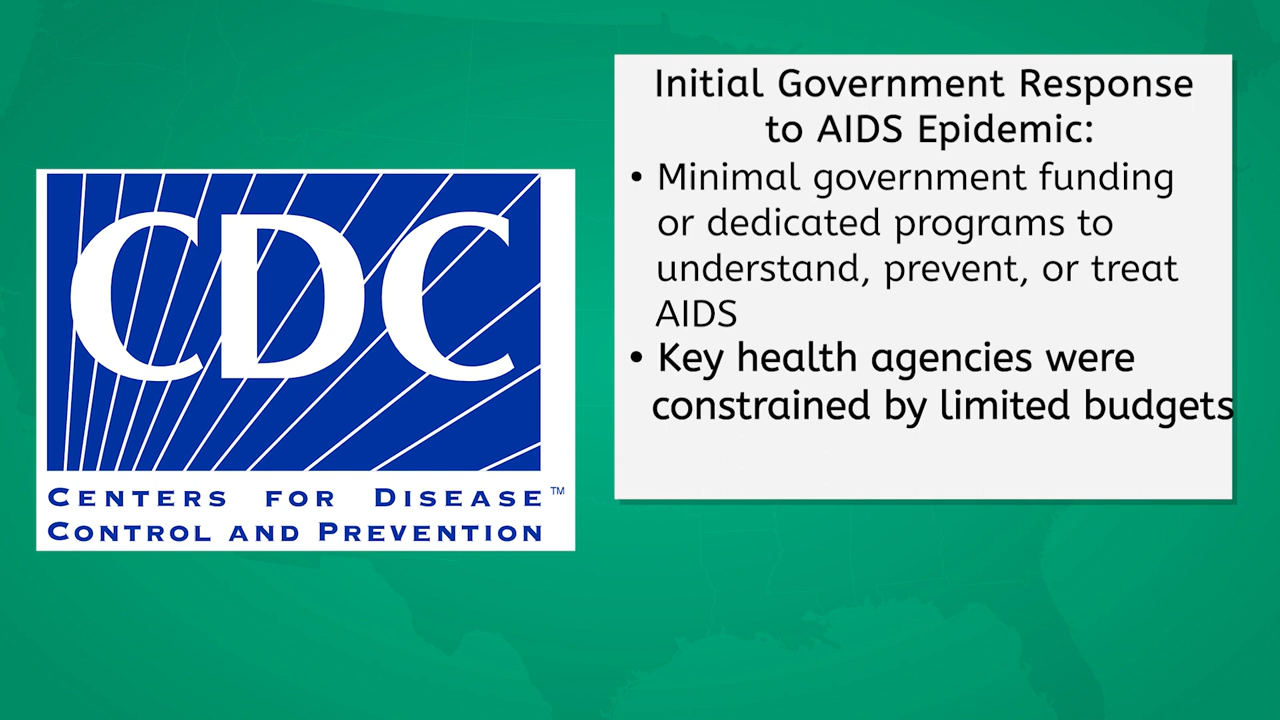 CDC
CENTERS FOR DISEASE™
CONTROL AND PREVENTION
Initial Government Response
to AIDS Epidemic:
• Minimal government funding
or dedicated programs to
understand, prevent, or treat
AIDS
• Key health agencies were
constrained by limited budgets